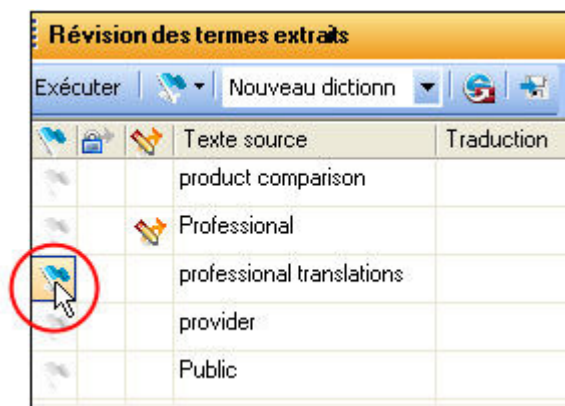 Révision des termes extraits
Exécuter Nouveau dictionn
Texte source Traduction
product comparison
Professional
professional translations
provider
Public